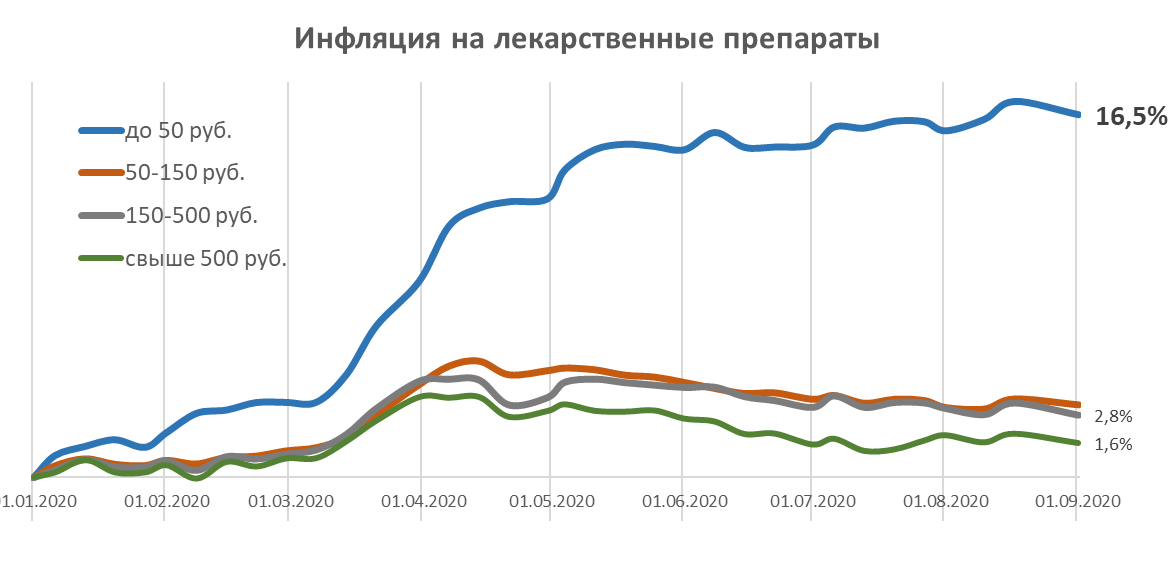 Инфляция на лекарственные препараты
до 50 руб.
50-150 руб.
150-500 руб.
свыше 500 руб.
16,5%
2,8%
1,6%
01.01.2020 01.02.2020 01.03.2020 01.04.2020 01.05.2020 01.06.2020 01.07.2020 01.08.2020 01.09.2020